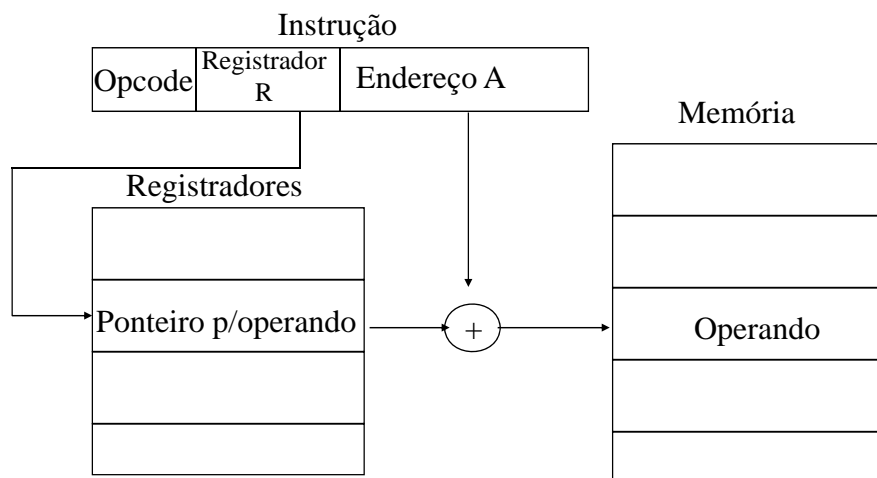 Instrução
Opcode
Registrador
R
Endereço A
Memória
Registradores
Ponteiro p/operando
+
Operando